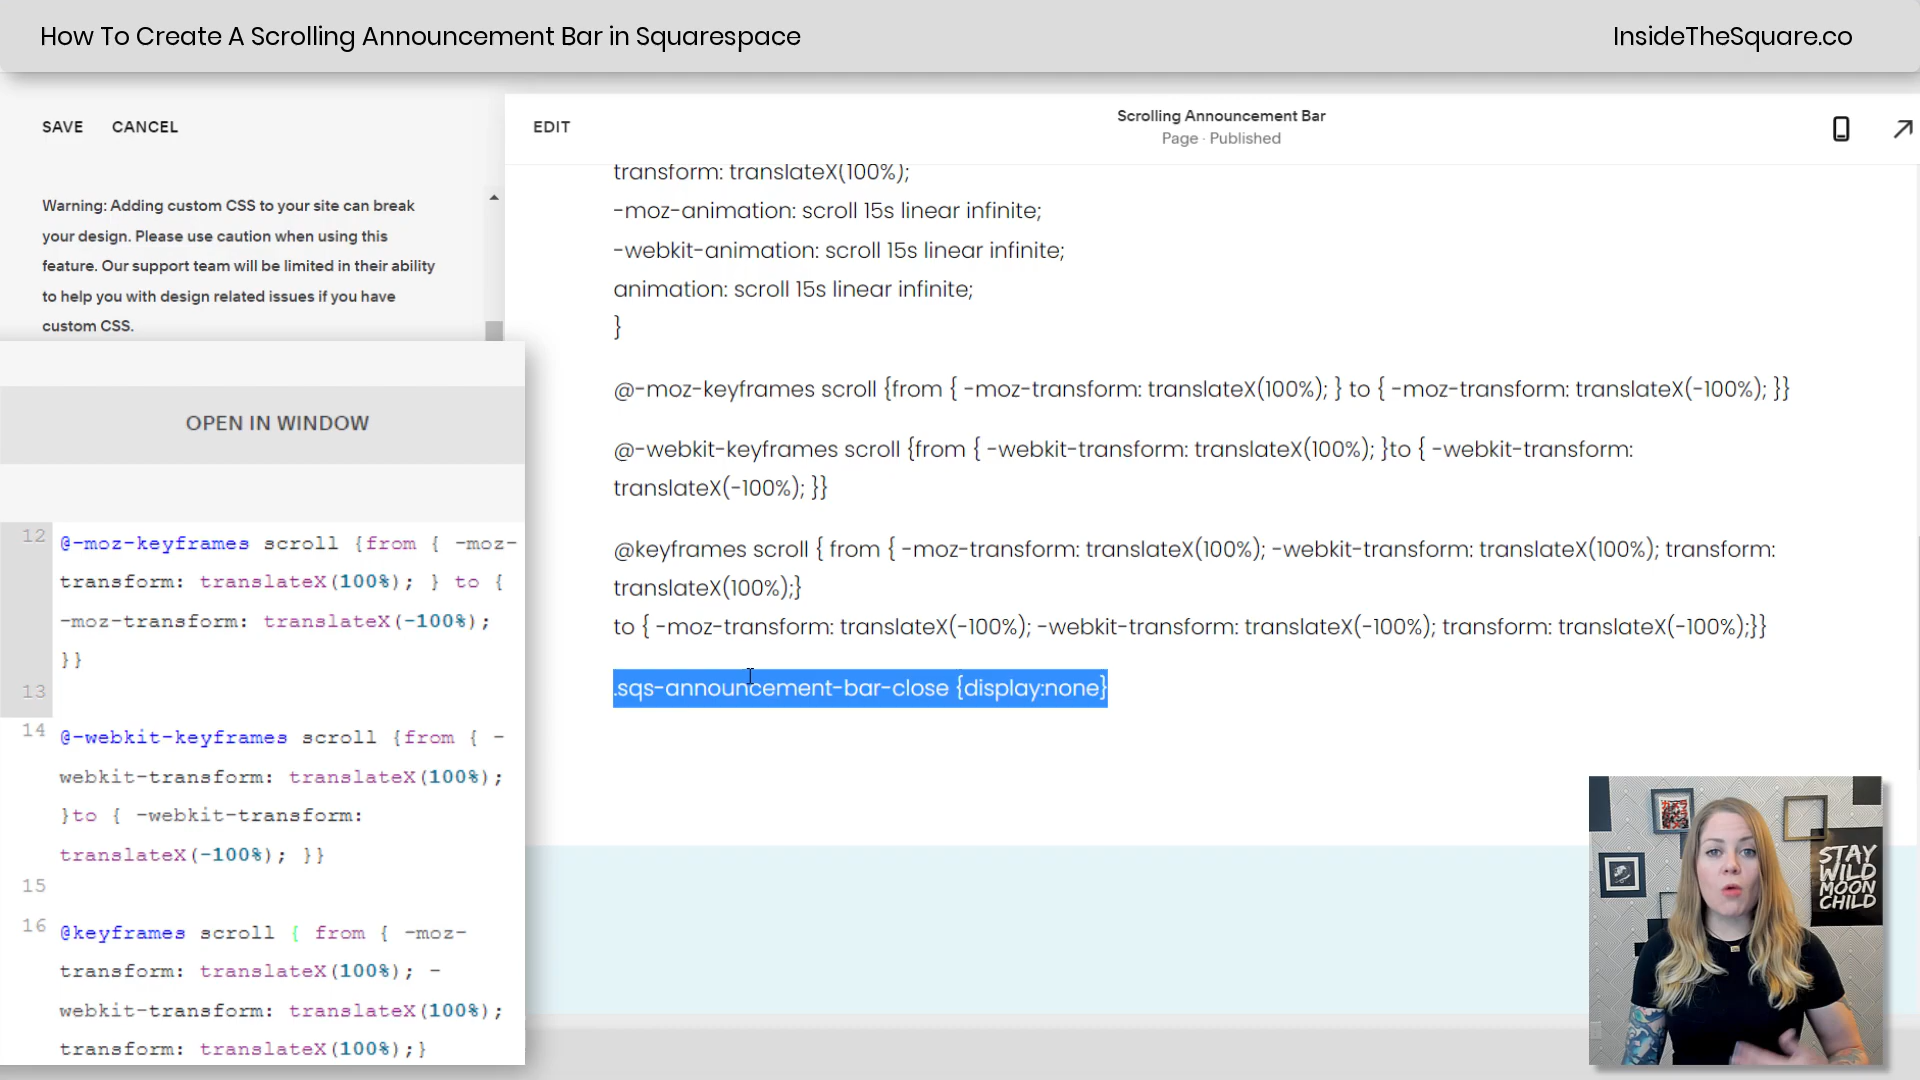 How To Create A Scrolling Announcement Bar in Squarespace
InsideTheSquare.co
SAVE CANCEL
Warning: Adding custom CSS to your site can break
your design. Please use caution when using this
feature. Our support team will be limited in their ability
to help you with design related issues if you have
custom CSS.
OPEN IN WINDOW
12 @-moz-keyframes scroll {from { -moz-
transform: translateX(100%); } to {
-moz-transform: translateX(-100%);
}}
13
14 @-webkit-keyframes scroll {from { -
webkit-transform: translateX(100%);
}to { -webkit-transform:
translateX(-100%); }}
15
16 @keyframes scroll { from { -moz-
transform: translateX(100%); -
webkit-transform: translateX(100%);
transform: translateX(100%);}
EDIT
Scrolling Announcement Bar
Page · Published
transform: translateX(100%);
-moz-animation: scroll 15s linear infinite;
-webkit-animation: scroll 15s linear infinite;
animation: scroll 15s linear infinite;
}
@-moz-keyframes scroll {from { -moz-transform: translateX(100%); } to { -moz-transform: translateX(-100%); }}
@-webkit-keyframes scroll {from { -webkit-transform: translateX(100%); }to { -webkit-transform:
translateX(-100%); }}
@keyframes scroll { from { -moz-transform: translateX(100%); -webkit-transform: translateX(100%); transform:
translateX(100%);}
to { -moz-transform: translateX(-100%); -webkit-transform: translateX(-100%); transform: translateX(-100%);}}
.sqs-announcement-bar-close {display:none}
STAY
WILD
MOON
CHILD